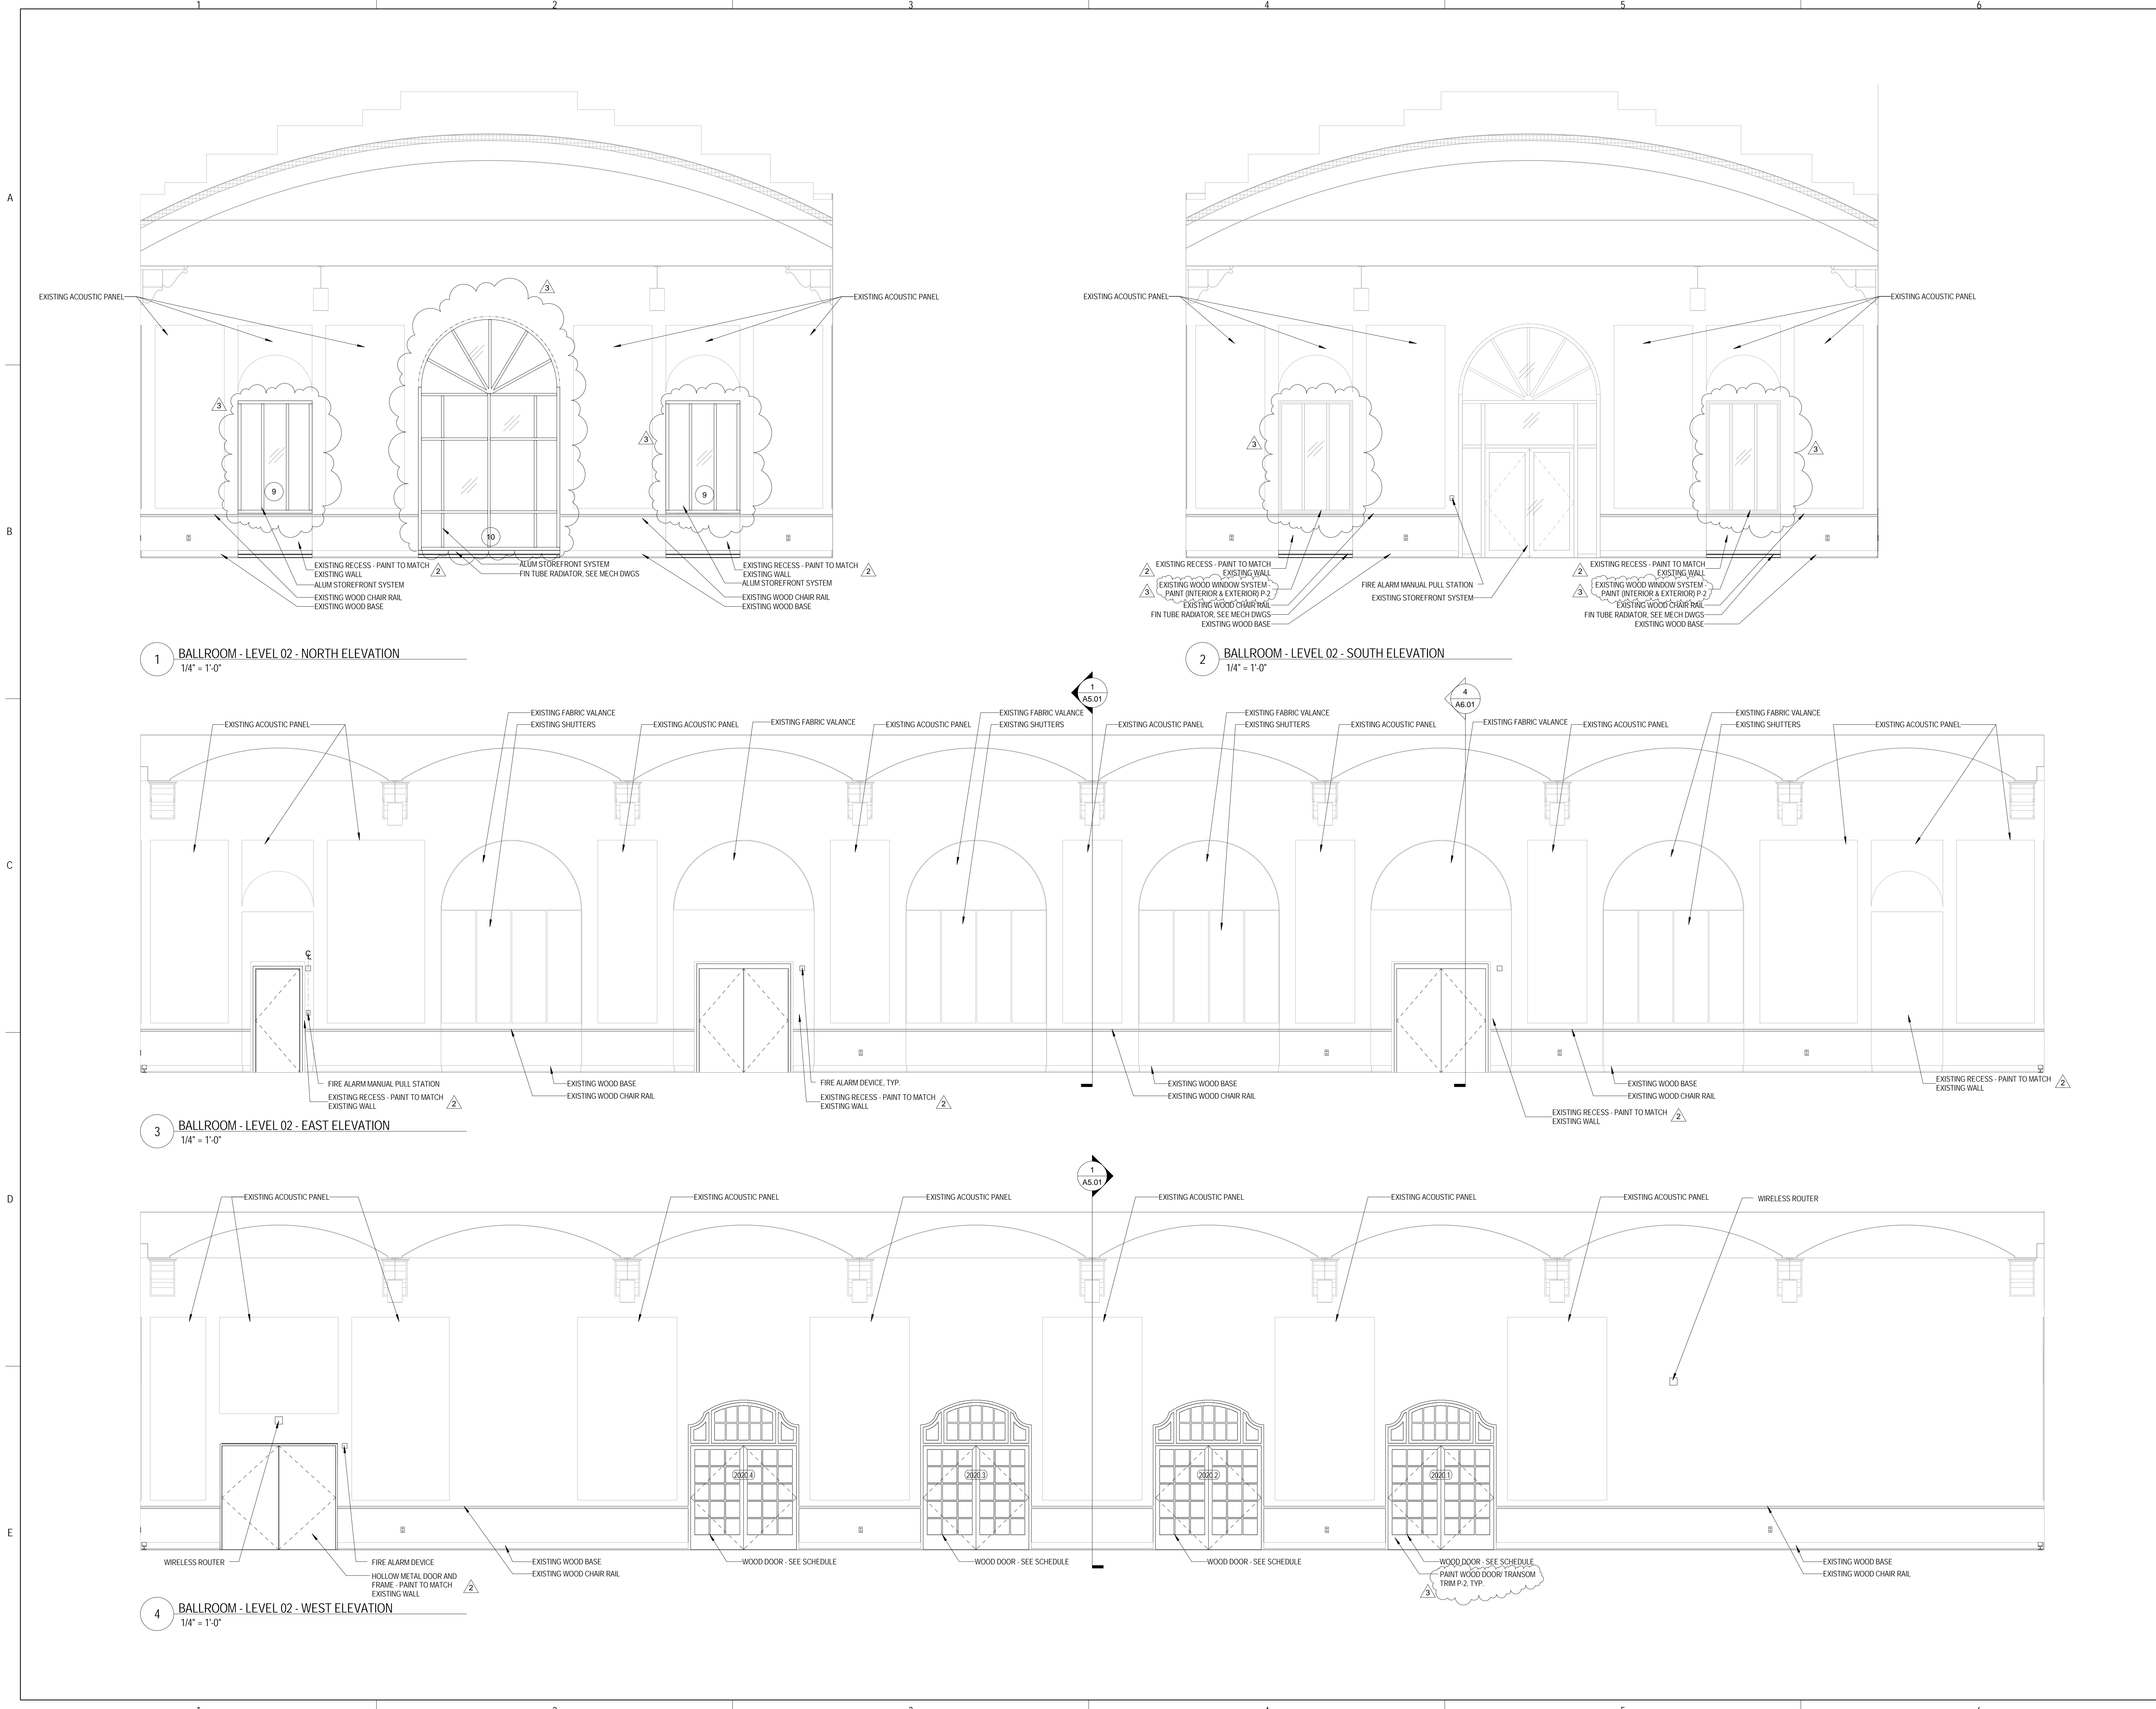 1 2 3 4 5 6
A
B
C
D
E
3
EXISTING ACOUSTIC PANEL
EXISTING ACOUSTIC PANEL
3
3
9
9
10
EXISTING RECESS - PAINT TO MATCH
EXISTING WALL
2
ALUM STOREFRONT SYSTEM
EXISTING WOOD CHAIR RAIL
EXISTING WOOD BASE
ALUM STOREFRONT SYSTEM
FIN TUBE RADIATOR, SEE MECH DWGS
EXISTING RECESS - PAINT TO MATCH
EXISTING WALL
2
ALUM STOREFRONT SYSTEM
EXISTING WOOD CHAIR RAIL
EXISTING WOOD BASE
1
BALLROOM - LEVEL 02 - NORTH ELEVATION
1/4" = 1'-0"
EXISTING ACOUSTIC PANEL
EXISTING ACOUSTIC PANEL
3
3
2
EXISTING RECESS - PAINT TO MATCH
EXISTING WALL
3
EXISTING WOOD WINDOW SYSTEM -
PAINT (INTERIOR & EXTERIOR) P-2
EXISTING WOOD CHAIR RAIL
FIN TUBE RADIATOR, SEE MECH DWGS
EXISTING WOOD BASE
FIRE ALARM MANUAL PULL STATION
EXISTING STOREFRONT SYSTEM
2
EXISTING RECESS - PAINT TO MATCH
EXISTING WALL
3
EXISTING WOOD WINDOW SYSTEM -
PAINT (INTERIOR & EXTERIOR) P-2
EXISTING WOOD CHAIR RAIL
FIN TUBE RADIATOR, SEE MECH DWGS
EXISTING WOOD BASE
2
BALLROOM - LEVEL 02 - SOUTH ELEVATION
1/4" = 1'-0"
1
A5.01
4
A6.01
EXISTING ACOUSTIC PANEL
EXISTING FABRIC VALANCE
EXISTING SHUTTERS
EXISTING ACOUSTIC PANEL
EXISTING FABRIC VALANCE
EXISTING ACOUSTIC PANEL
EXISTING FABRIC VALANCE
EXISTING SHUTTERS
EXISTING ACOUSTIC PANEL
EXISTING FABRIC VALANCE
EXISTING SHUTTERS
EXISTING ACOUSTIC PANEL
EXISTING FABRIC VALANCE
EXISTING ACOUSTIC PANEL
EXISTING FABRIC VALANCE
EXISTING SHUTTERS
EXISTING ACOUSTIC PANEL
FIRE ALARM MANUAL PULL STATION
EXISTING RECESS - PAINT TO MATCH
EXISTING WALL
2
EXISTING WOOD BASE
EXISTING WOOD CHAIR RAIL
FIRE ALARM DEVICE, TYP.
EXISTING RECESS - PAINT TO MATCH
EXISTING WALL
2
EXISTING WOOD BASE
EXISTING WOOD CHAIR RAIL
EXISTING WOOD BASE
EXISTING WOOD CHAIR RAIL
EXISTING RECESS - PAINT TO MATCH
EXISTING WALL
2
EXISTING RECESS - PAINT TO MATCH
EXISTING WALL
2
3
BALLROOM - LEVEL 02 - EAST ELEVATION
1/4" = 1'-0"
1
A5.01
EXISTING ACOUSTIC PANEL
EXISTING ACOUSTIC PANEL
EXISTING ACOUSTIC PANEL
EXISTING ACOUSTIC PANEL
EXISTING ACOUSTIC PANEL
EXISTING ACOUSTIC PANEL
WIRELESS ROUTER
2020.4
2020.3
2020.2
2020.1
WIRELESS ROUTER
FIRE ALARM DEVICE
HOLLOW METAL DOOR AND
FRAME - PAINT TO MATCH
EXISTING WALL
2
EXISTING WOOD BASE
EXISTING WOOD CHAIR RAIL
WOOD DOOR - SEE SCHEDULE
WOOD DOOR - SEE SCHEDULE
WOOD DOOR - SEE SCHEDULE
WOOD DOOR - SEE SCHEDULE
PAINT WOOD DOOR/ TRANSOM
TRIM P-2, TYP.
3
EXISTING WOOD BASE
EXISTING WOOD CHAIR RAIL
4
BALLROOM - LEVEL 02 - WEST ELEVATION
1/4" = 1'-0"